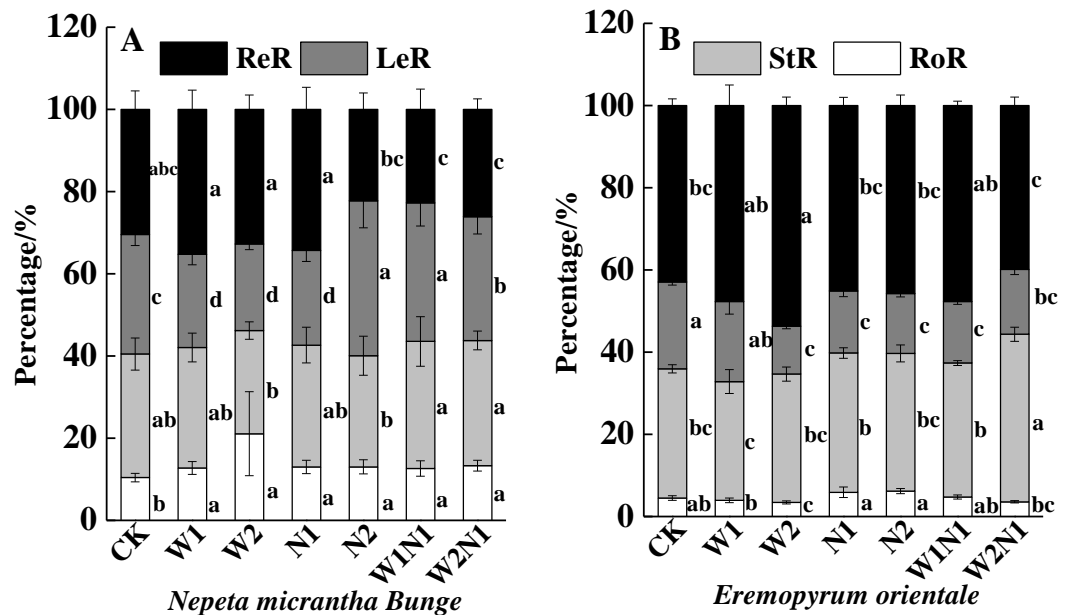 120
100
80
60
40
20
0
Percentage/%
A
ReR LeR
abc a a a bc c c
c d d d a a b
ab ab b ab b a a
b a a a a a a
CK W1 W2 N1 N2 W1N1 W2N1
Nepeta micrantha Bunge
120
100
80
60
40
20
0
Percentage/%
B
StR RoR
bc ab a bc bc ab c
a ab c c c c bc
bc c bc b bc b a
ab b c a a ab bc
CK W1 W2 N1 N2 W1N1 W2N1
Eremopyrum orientale